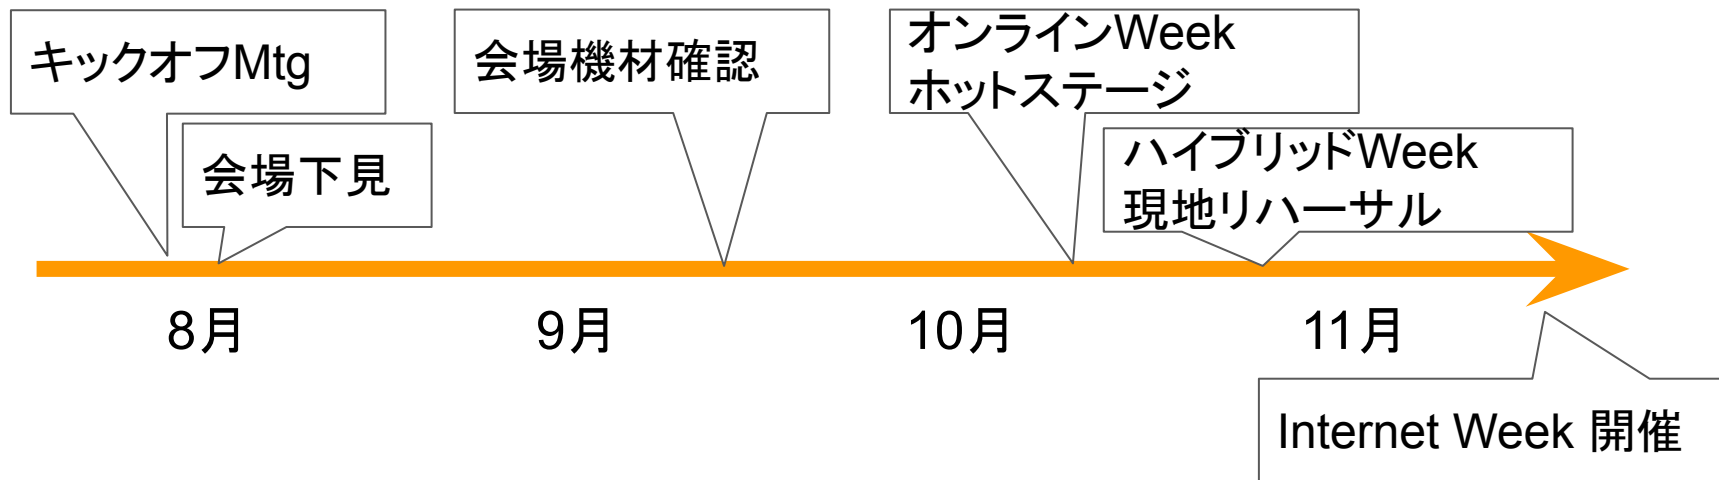 キックオフMtg
会場下見
会場機材確認
オンラインWeek
ホットステージ
ハイブリッドWeek
現地リハーサル
8月
9月
10月
11月
Internet Week 開催